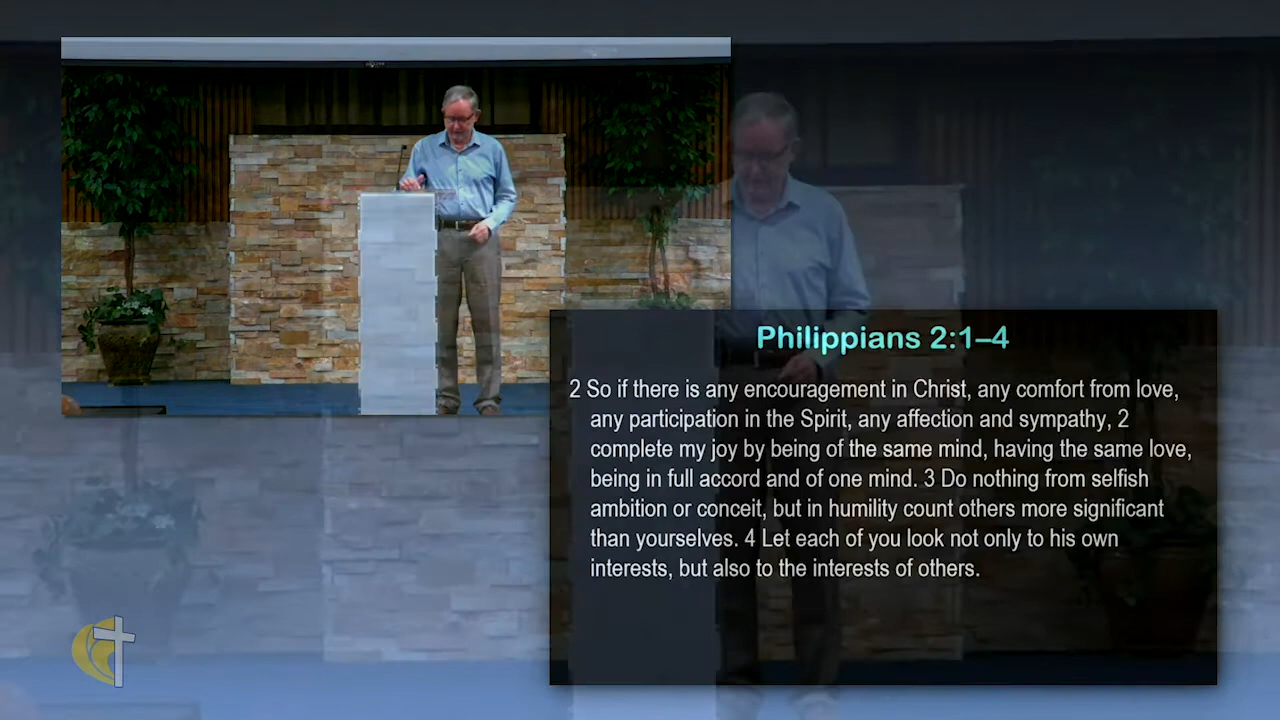 Philippians 2:1–4
2 So if there is any encouragement in Christ, any comfort from love,
any participation in the Spirit, any affection and sympathy, 2
complete my joy by being of the same mind, having the same love,
being in full accord and of one mind. 3 Do nothing from selfish
ambition or conceit, but in humility count others more significant
than yourselves. 4 Let each of you look not only to his own
interests, but also to the interests of others.